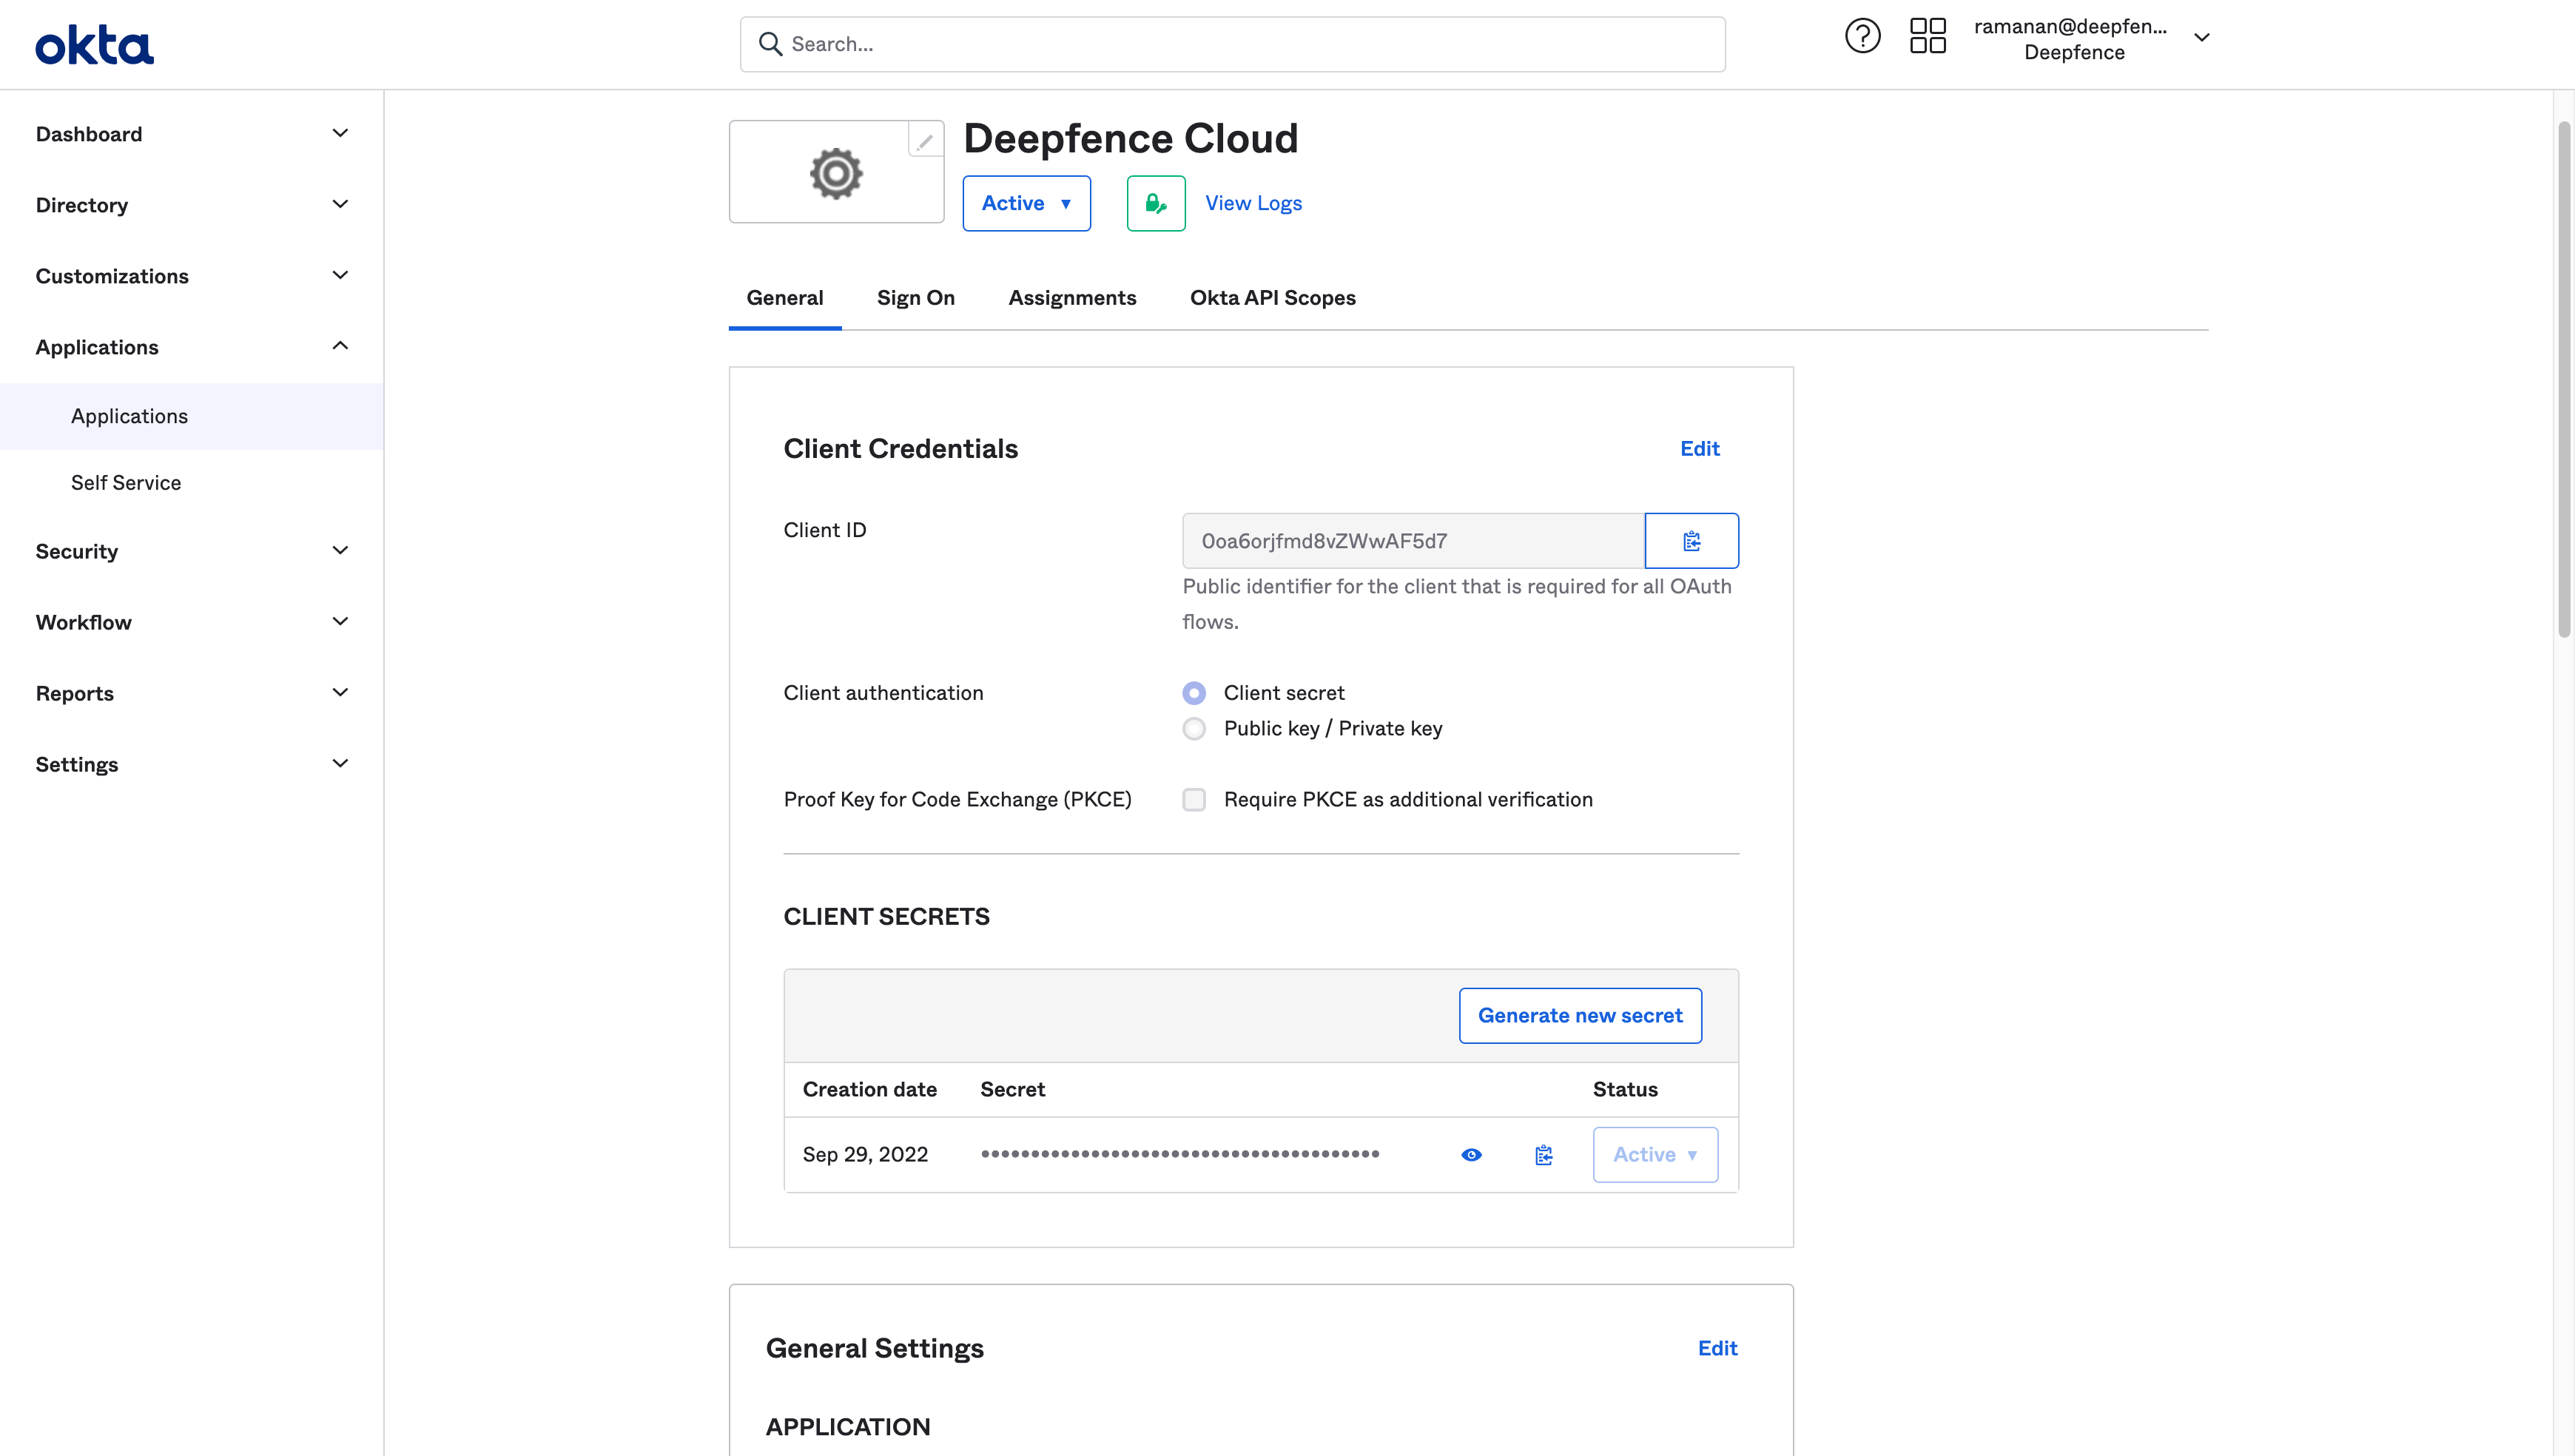 okta
Search...
ramanan@deepfen...
Deepfence
Dashboard
Directory
Customizations
Applications
Applications
Self Service
Security
Workflow
Reports
Settings
Deepfence Cloud
Active
View Logs
General
Sign On
Assignments
Okta API Scopes
Client Credentials
Edit
Client ID
0oa6orjfmd8vZWwAF5d7
Public identifier for the client that is required for all OAuth
flows.
Client authentication
Client secret
Public key / Private key
Proof Key for Code Exchange (PKCE)
Require PKCE as additional verification
CLIENT SECRETS
Generate new secret
Creation date
Secret
Status
Sep 29, 2022
••••••••••••••••••••••••••••••••••••••••
Active
General Settings
Edit
APPLICATION